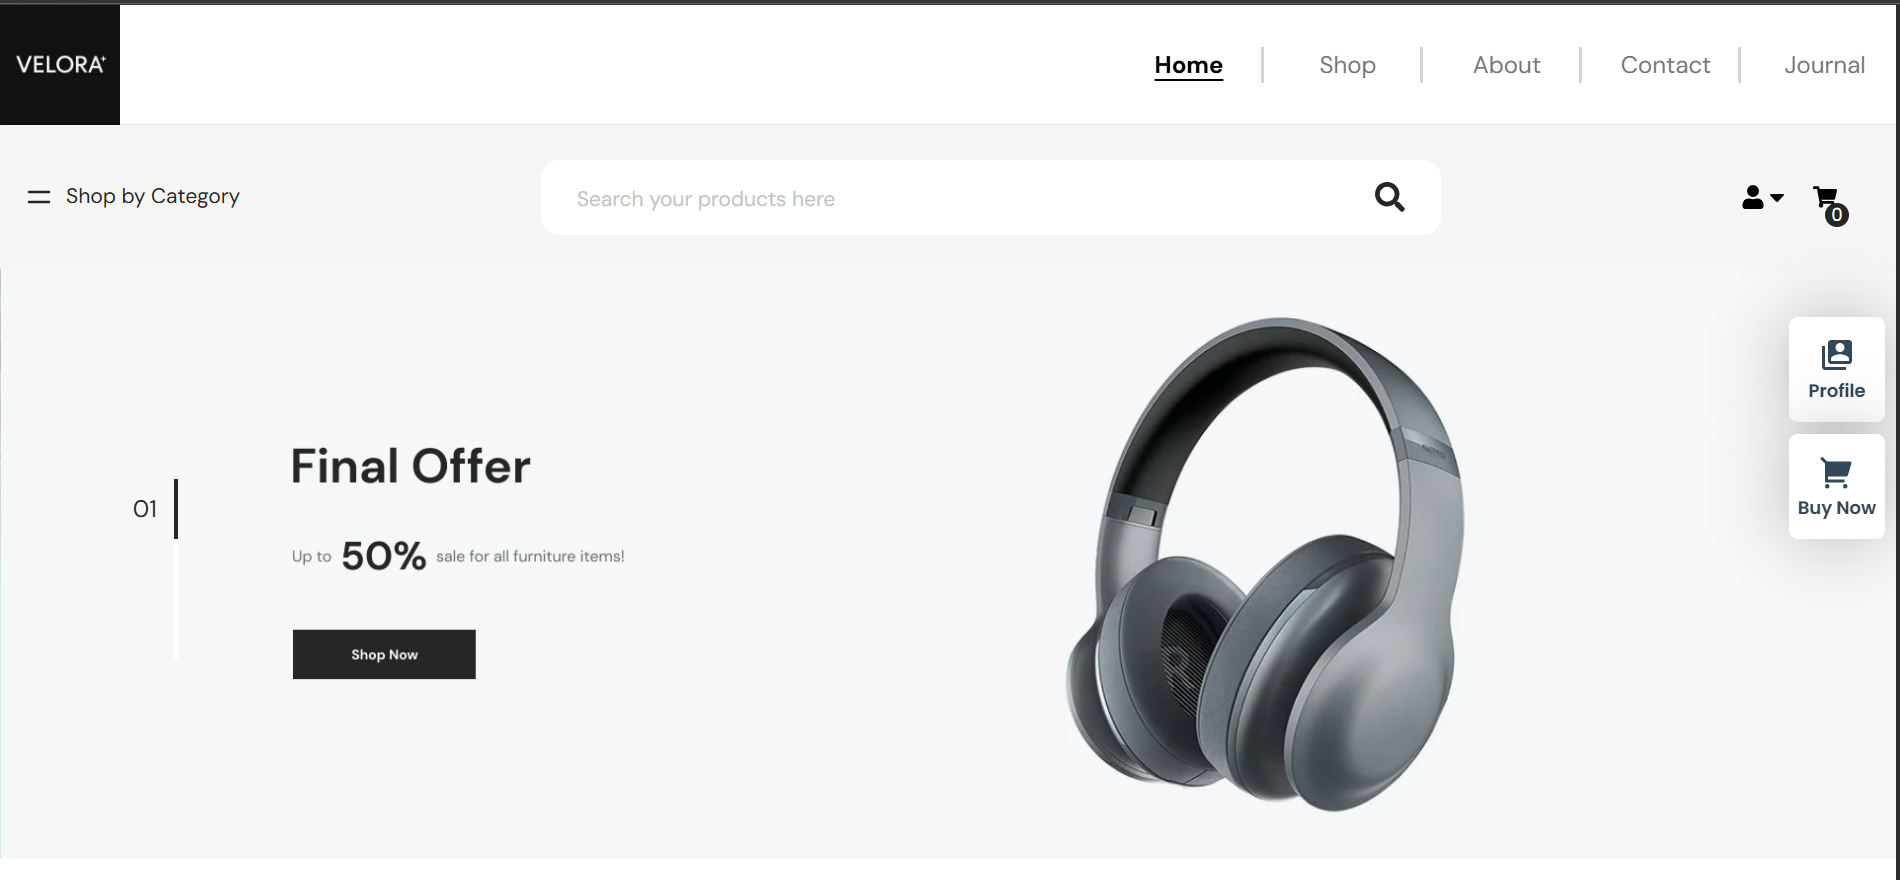 VELORA+
Home
Shop
About
Contact
Journal
Shop by Category
Search your products here
0
Profile
Buy Now
Final Offer
01
Up to 50% sale for all furniture items!
Shop Now